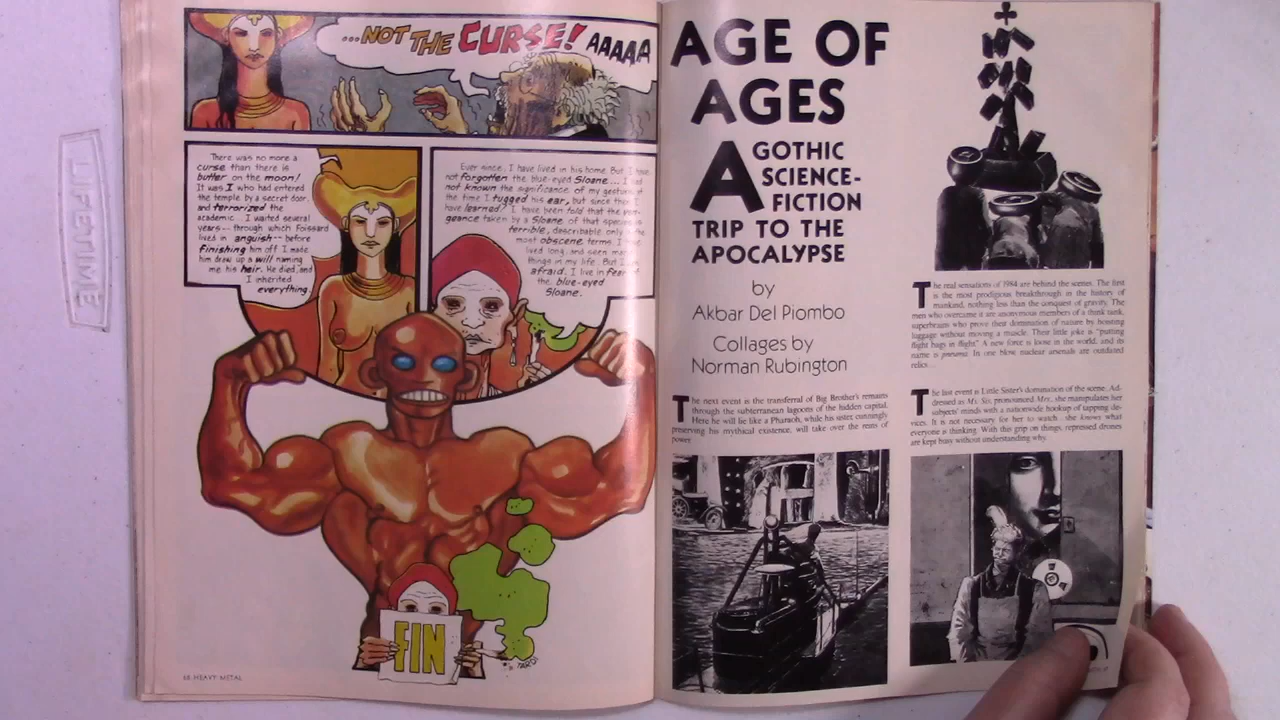 ...NOT THE CURSE! AAAAA
There was no more a
curse than there is
butter on the moon!
It was I who had entered
the temple by a secret door,
and terrorized the
academic... I waited several
years--through which Foissard
lived in anguish--before
finishing him off. I made
him draw up a will naming
me his heir. He died, and
I inherited
everything.
Ever since, I have lived in his home. But I have
not forgotten the blue-eyed Sloane....
not known the significance of my gesture
the time I tugged his ear, but since then I
have learned! I have been told that the ven-
geance taken by a Sloane of that species
terrible, describable only
most obscene terms. I
lived long, and seen
things in my life. But I
afraid. I live in fear of
the blue-eyed
Sloane.
FIN
TARDI
68 HEAVY METAL
AGE OF
AGES
A GOTHIC
SCIENCE-
FICTION
TRIP TO THE
APOCALYPSE
by
Akbar Del Piombo
Collages by
Norman Rubington
The next event is the transferral of Big Brother's remains
through the subterranean lagoons of the hidden capital.
Here he will lie like a Pharaoh, while his sister, cunningly
preserving his mythical existence, will take over the reins of
power.
The real sensations of 1984 are behind the scenes. The first
is the most prodigious breakthrough in the history of
mankind, nothing less than the conquest of gravity. The
men who overcame it are anonymous members of a think tank,
superbrains who prove their domination of nature by hoisting
luggage without moving a muscle. Their little joke is "putting
flight bags in flight." A new force is loose in the world, and its
name is pneuma. In one blow nuclear arsenals are outdated
relics...
The last event is Little Sister's domination of the scene. Ad-
dressed as Ms. Sis, pronounced Mrs., she manipulates her
subjects' minds with a nationwide hookup of tapping de-
vices. It is not necessary for her to watch—she knows what
everyone is thinking. With this grip on things, repressed drones
are kept busy without understanding why.
LIFETIME